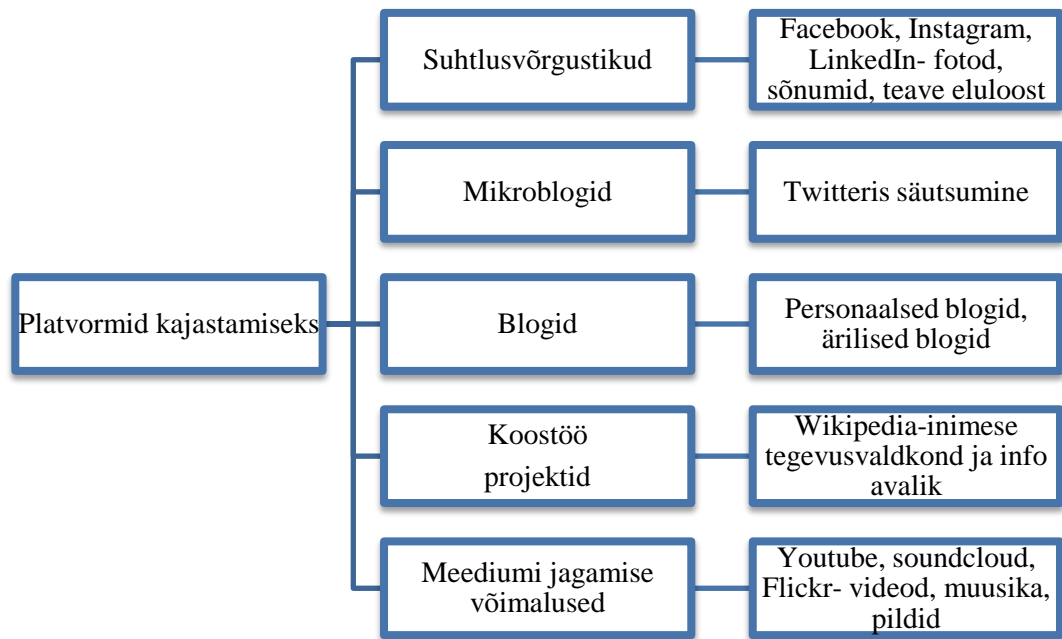 Platvormid kajastamiseks
Suhtlusvõrgustikud
Facebook, Instagram,
LinkedIn- fotod,
sõnumid, teave eluloost
Mikroblogid
Twitteris säutsumine
Blogid
Personaalsed blogid,
ärilised blogid
Koostöö
projektid
Wikipedia-inimese
tegevusvaldkond ja info
avalik
Meediumi jagamise
võimalused
Youtube, soundcloud,
Flickr- videod, muusika,
pildid